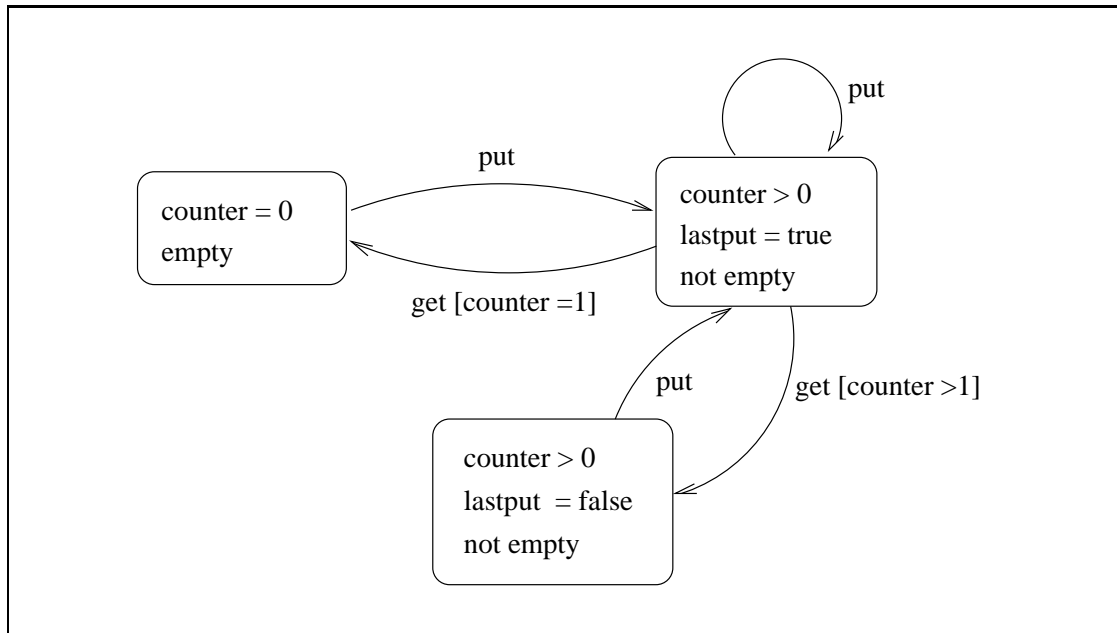 put
put
counter = 0
empty
counter > 0
lastput = true
not empty
get [counter =1]
put
get [counter >1]
counter > 0
lastput  = false
not empty